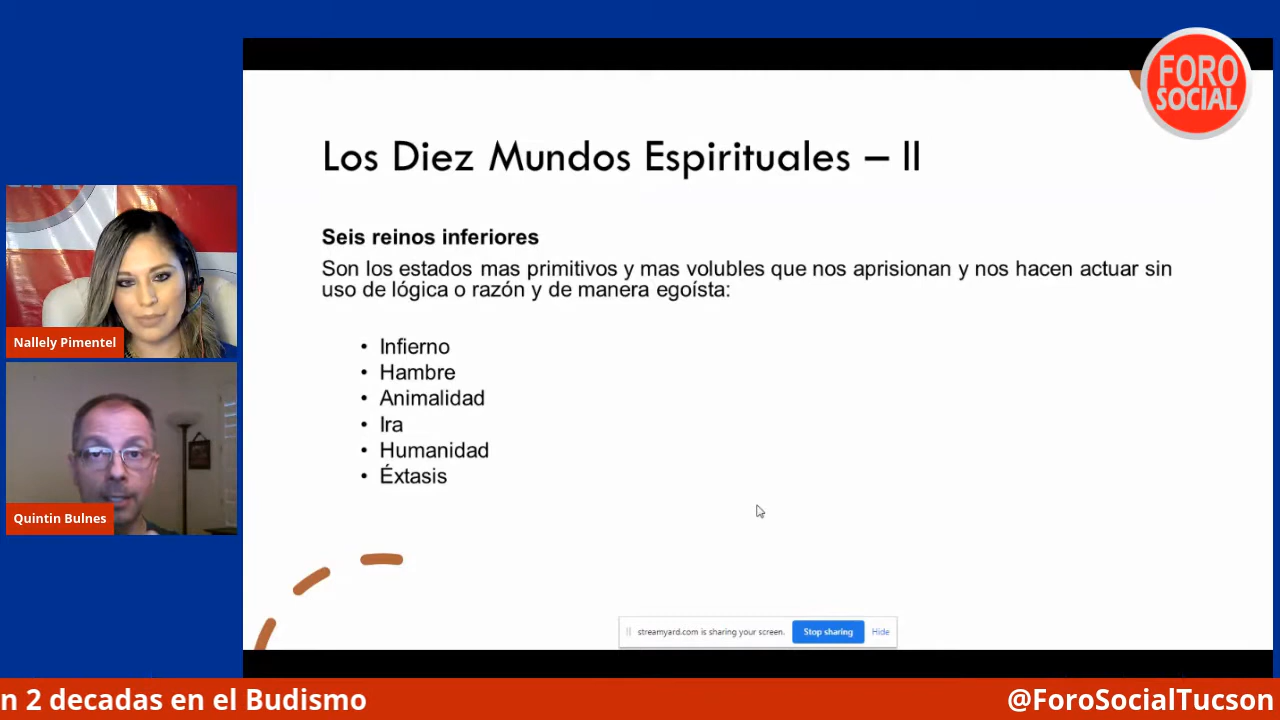 FORO
SOCIAL
Los Diez Mundos Espirituales – II
Seis reinos inferiores
Son los estados mas primitivos y mas volubles que nos aprisionan y nos hacen actuar sin
uso de lógica o razón y de manera egoísta:
• Infierno
• Hambre
• Animalidad
• Ira
• Humanidad
• Éxtasis
Nallely Pimentel
Quintin Bulnes
streamyard.com is sharing your screen.
Stop sharing
Hide
n 2 decadas en el Budismo
@ForoSocialTucson